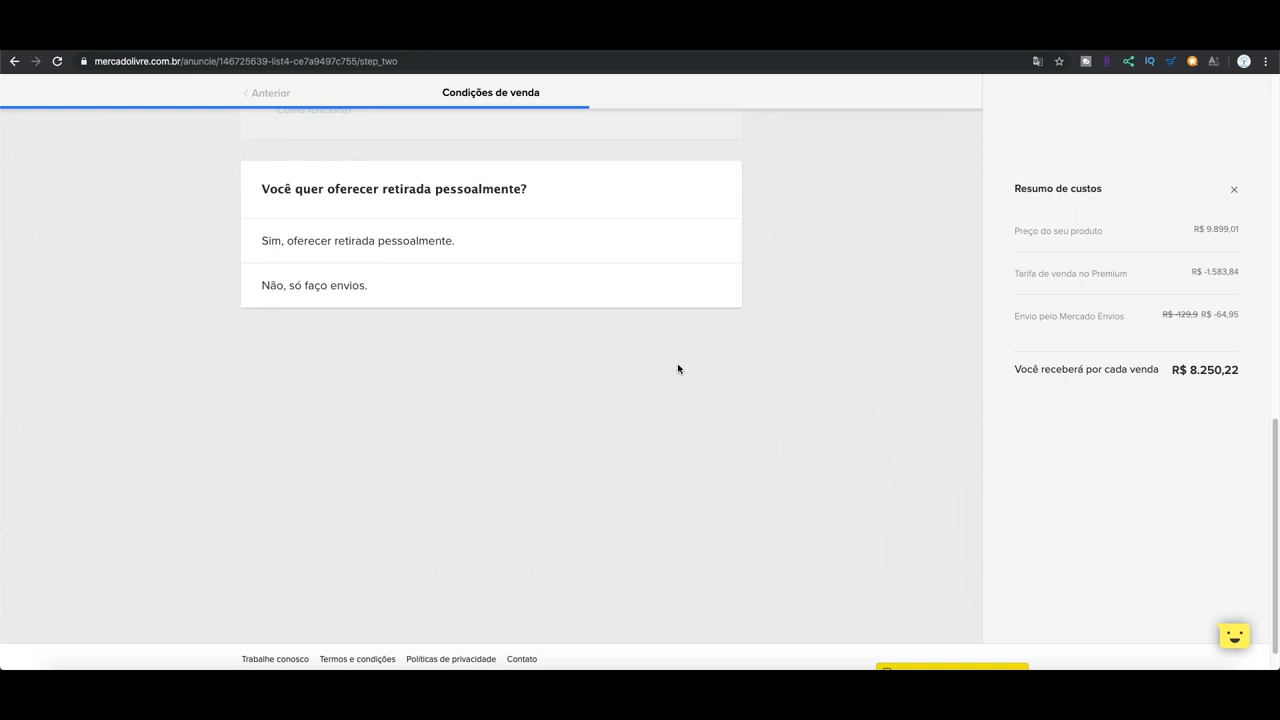 mercadolivre.com.br/anuncie/146725639-list4-ce7a9497c755/step_two
IQ
Anterior
Condições de venda
Como funciona?
Você quer oferecer retirada pessoalmente?
Sim, oferecer retirada pessoalmente.
Não, só faço envios.
Resumo de custos
Preço do seu produto R$ 9.899,01
Tarifa de venda no Premium R$ -1.583,84
Envio pelo Mercado Envios R$ -129,9 R$ -64,95
Você receberá por cada venda R$ 8.250,22
Trabalhe conosco Termos e condições Políticas de privacidade Contato